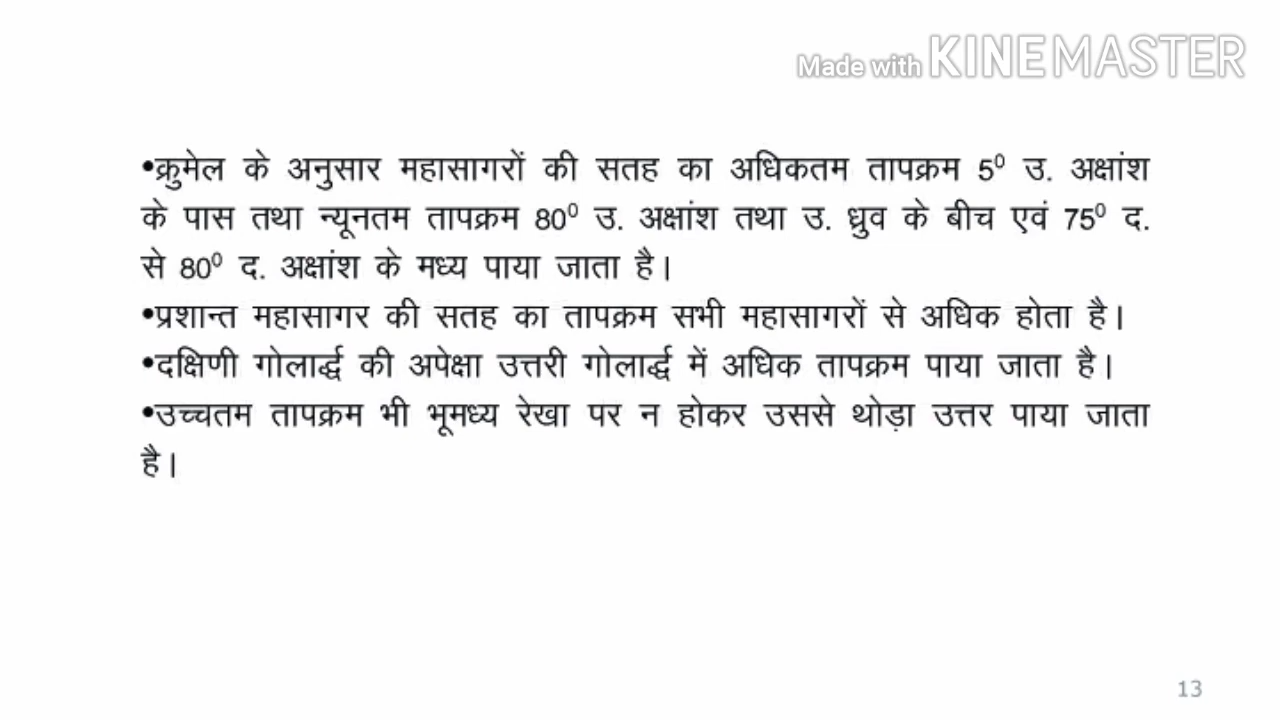 Made with KINEMASTER
•क्रुमेल के अनुसार महासागरों की सतह का अधिकतम तापक्रम 5⁰ उ. अक्षांश
के पास तथा न्यूनतम तापक्रम 80⁰ उ. अक्षांश तथा उ. ध्रुव के बीच एवं 75⁰ द.
से 80⁰ द. अक्षांश के मध्य पाया जाता है।
•प्रशान्त महासागर की सतह का तापक्रम सभी महासागरों से अधिक होता है।
•दक्षिणी गोलार्द्ध की अपेक्षा उत्तरी गोलार्द्ध में अधिक तापक्रम पाया जाता है।
•उच्चतम तापक्रम भी भूमध्य रेखा पर न होकर उससे थोड़ा उत्तर पाया जाता
है।
13